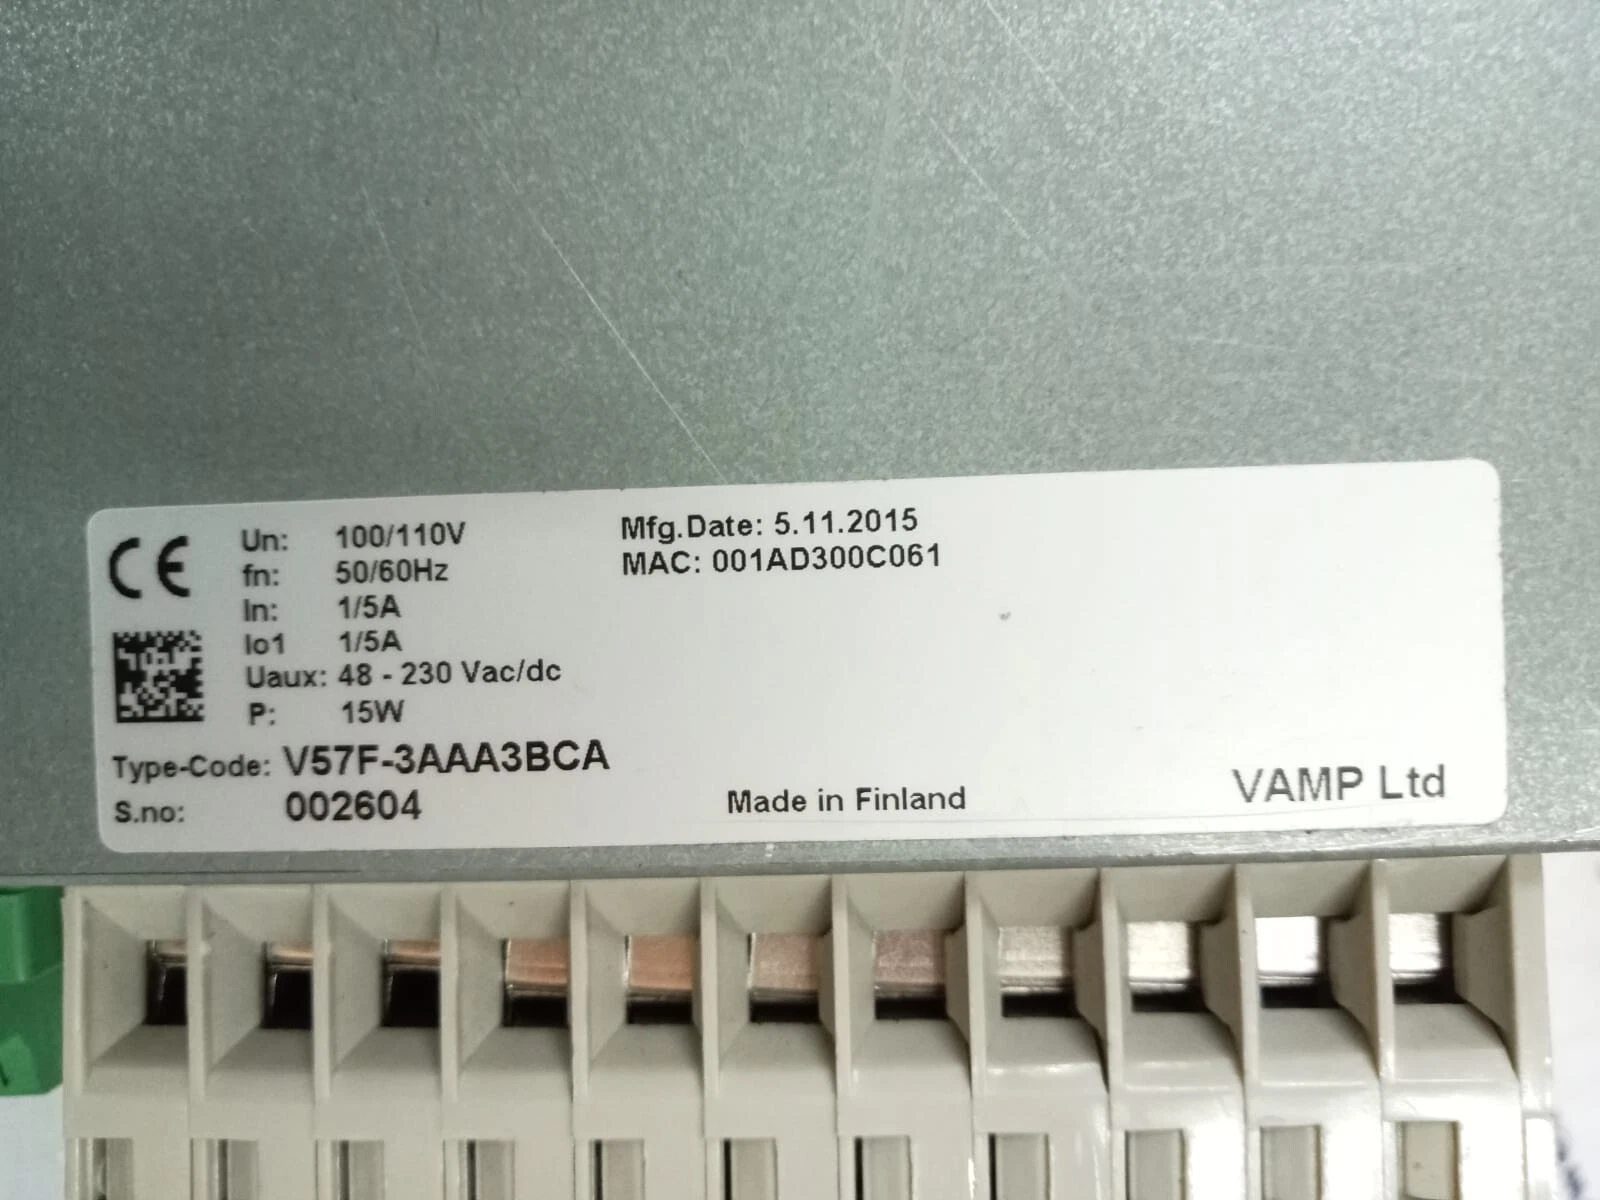 CE
Un: 100/110V
fn: 50/60Hz
In: 1/5A
Io1 1/5A
Uaux: 48 - 230 Vac/dc
P: 15W
Mfg.Date: 5.11.2015
MAC: 001AD300C061
Type-Code: V57F-3AAA3BCA
S.no: 002604
Made in Finland
VAMP Ltd